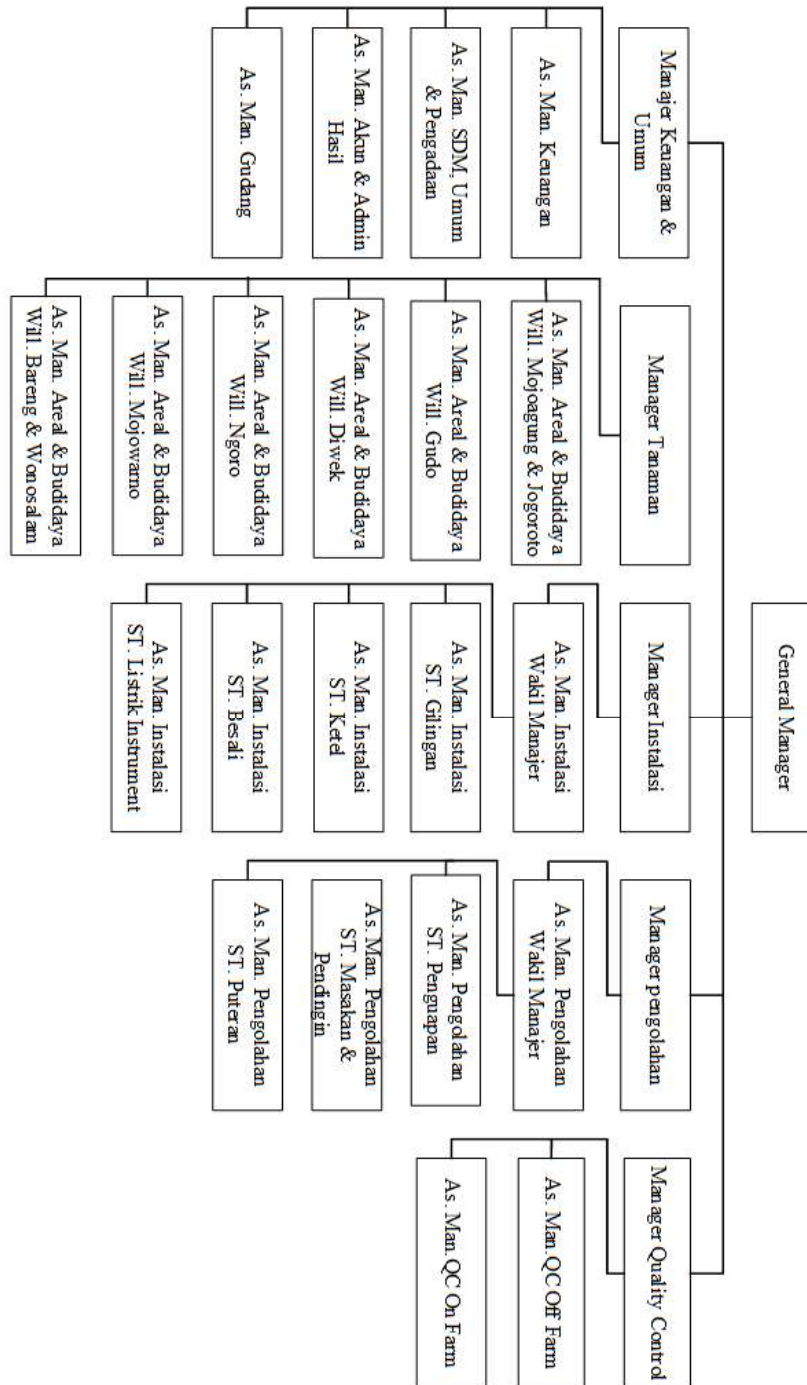 General Manager
Manajer Keuangan &
Umum
As. Man. Keuangan
As. Man. SDM, Umum
& Pengadaan
As. Man. Akun & Admin
Hasil
As. Man. Gudang
Manager Tanaman
As. Man. Areal & Budidaya
Will. Mojoagung & Jogoroto
As. Man. Areal & Budidaya
Will. Gudo
As. Man. Areal & Budidaya
Will. Diwek
As. Man. Areal & Budidaya
Will. Ngoro
As. Man. Areal & Budidaya
Will. Mojowarno
As. Man. Areal & Budidaya
Will. Bareng & Wonosalam
Manager Instalasi
As. Man. Instalasi
Wakil Manajer
As. Man. Instalasi
ST. Gilingan
As. Man. Instalasi
ST. Ketel
As. Man. Instalasi
ST. Besali
As. Man. Instalasi
ST. Listrik Instrument
Manager pengolahan
As. Man. Pengolahan
Wakil Manajer
As. Man. Pengolahan
ST. Penguapan
As. Man. Pengolahan
ST. Masakan &
Pendingin
As. Man. Pengolahan
ST. Puteran
Manager Quality Control
As. Man.QC Off Farm
As. Man.QC On Farm